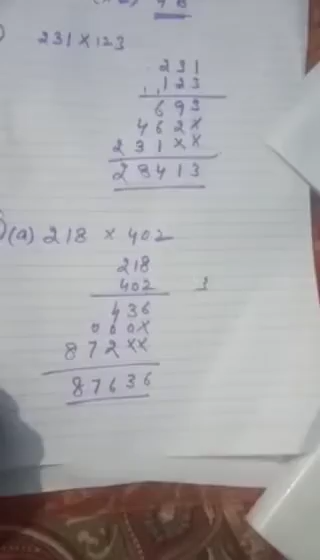 231 x 123
231
123
693
462x
231xx
28413
(a) 218 x 402
218
402
436
000x
872xx
87636